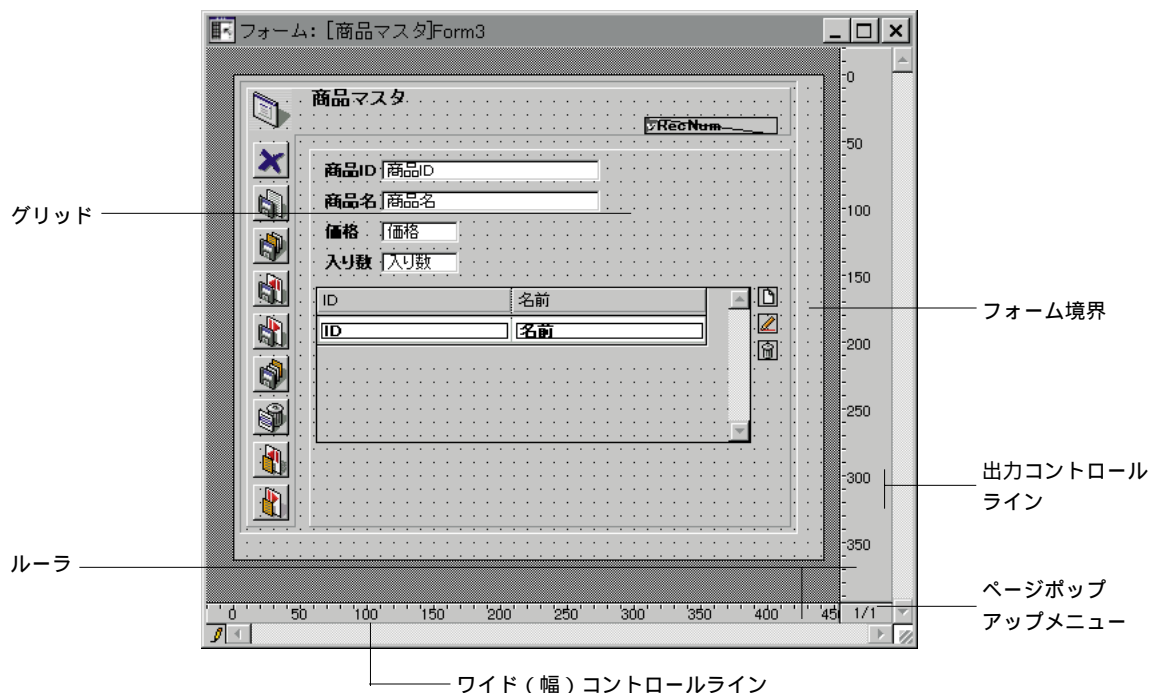 フォーム: [商品マスタ]Form3
商品マスタ
yRecNum
商品ID 商品ID
商品名 商品名
価格 価格
入り数 入り数
ID 名前
ID 名前
0
50
100
150
200
250
300
350
0 50 100 150 200 250 300 350 400 45 1/1
グリッド
ルーラ
フォーム境界
出力コントロール
ライン
ページポップ
アップメニュー
ワイド(幅)コントロールライン